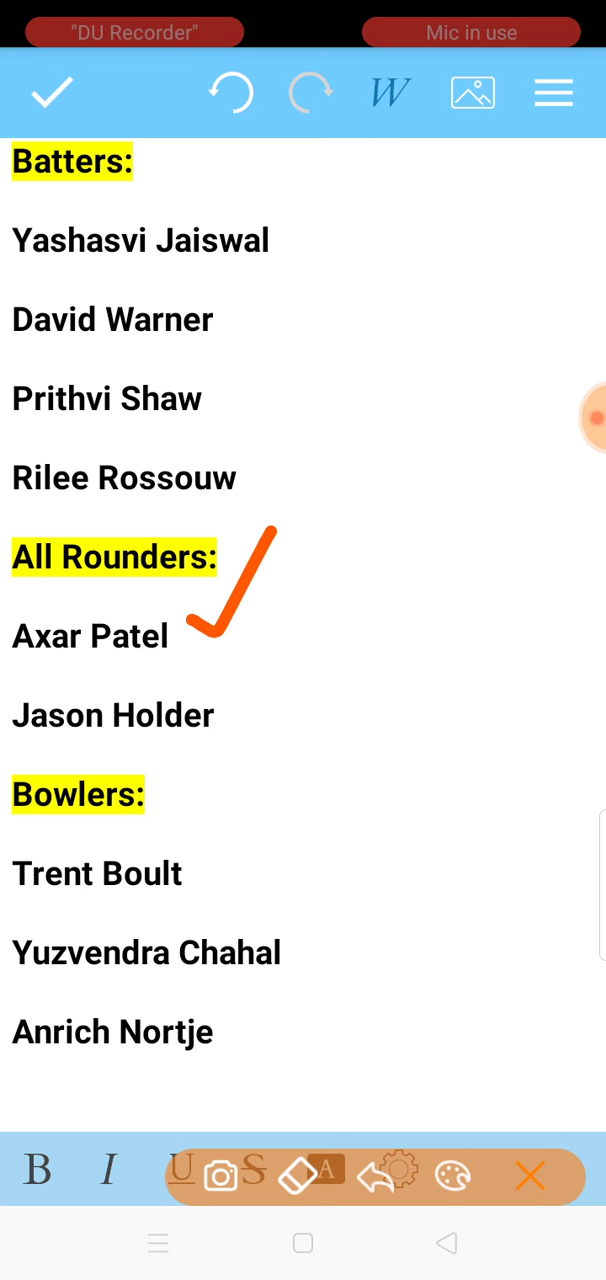 "DU Recorder" Mic in use
W
Batters:
Yashasvi Jaiswal
David Warner
Prithvi Shaw
Rilee Rossouw
All Rounders:
Axar Patel
Jason Holder
Bowlers:
Trent Boult
Yuzvendra Chahal
Anrich Nortje
B I U S A